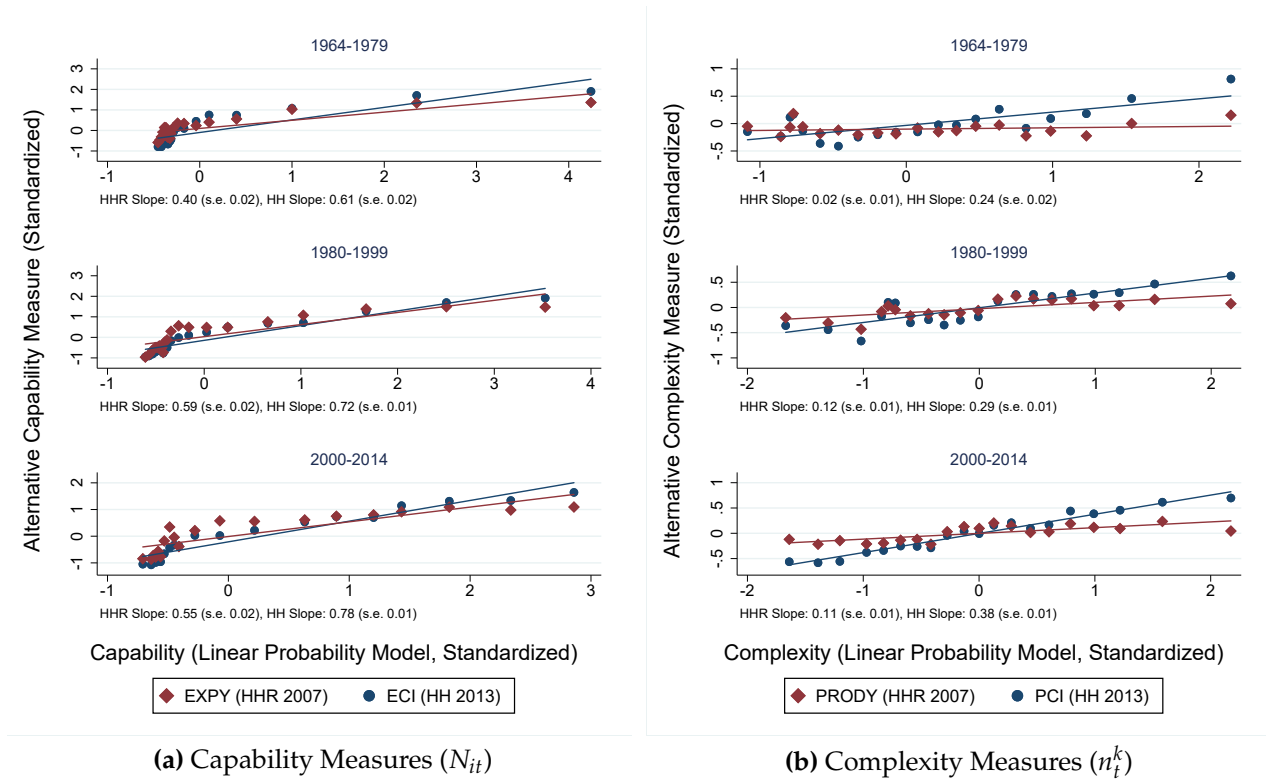 1964-1979
Alternative Capability Measure (Standardized)
3
2
1
0
-1
-1 0 1 2 3 4
HHR Slope: 0.40 (s.e. 0.02), HH Slope: 0.61 (s.e. 0.02)
1980-1999
3
2
1
0
-1
-1 0 1 2 3 4
HHR Slope: 0.59 (s.e. 0.02), HH Slope: 0.72 (s.e. 0.01)
2000-2014
2
1
0
-1
-1 0 1 2 3
HHR Slope: 0.55 (s.e. 0.02), HH Slope: 0.78 (s.e. 0.01)
Capability (Linear Probability Model, Standardized)
EXPY (HHR 2007) ECI (HH 2013)
(a) Capability Measures (N_it)
1964-1979
Alternative Complexity Measure (Standardized)
1
.5
0
-.5
-1 0 1 2
HHR Slope: 0.02 (s.e. 0.01), HH Slope: 0.24 (s.e. 0.02)
1980-1999
.5
0
-.5
-1
-2 -1 0 1 2
HHR Slope: 0.12 (s.e. 0.01), HH Slope: 0.29 (s.e. 0.01)
2000-2014
1
.5
0
-.5
-2 -1 0 1 2
HHR Slope: 0.11 (s.e. 0.01), HH Slope: 0.38 (s.e. 0.01)
Complexity (Linear Probability Model, Standardized)
PRODY (HHR 2007) PCI (HH 2013)
(b) Complexity Measures (n_t^k)